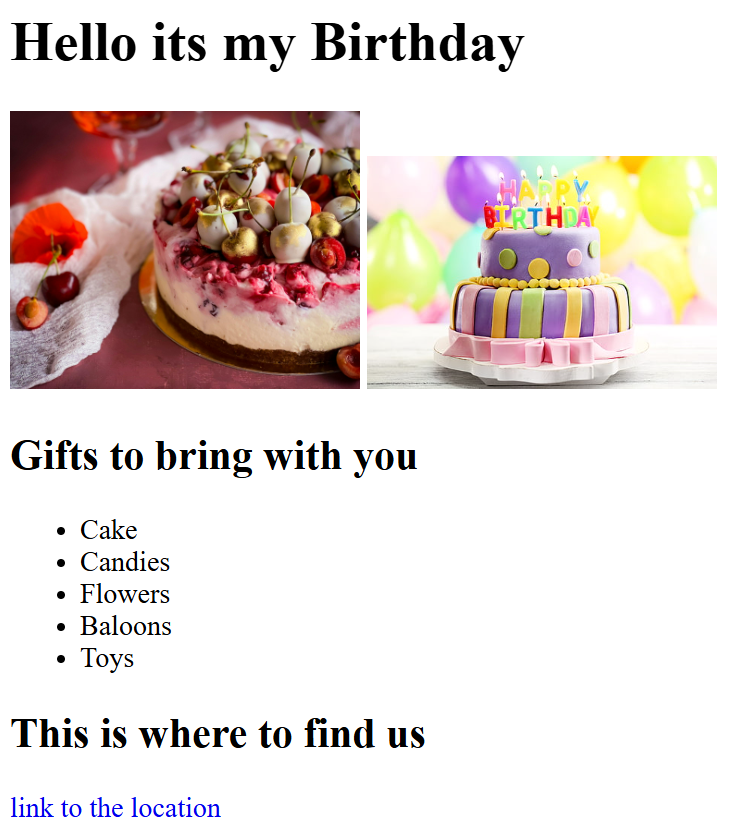 Hello its my Birthday
HAPPY
BIRTHDAY
Gifts to bring with you
Cake
Candies
Flowers
Baloons
Toys
This is where to find us
link to the location